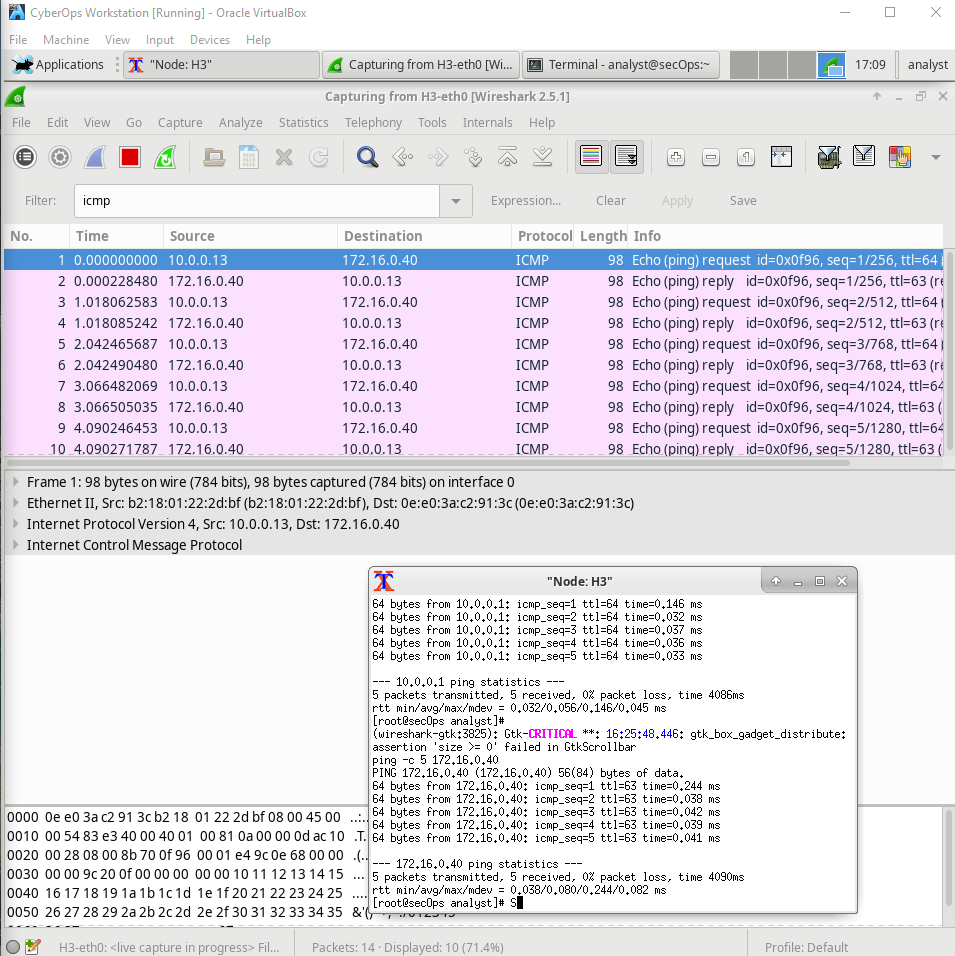 CyberOps Workstation [Running] - Oracle VirtualBox
File Machine View Input Devices Help
Applications "Node: H3" Capturing from H3-eth0 [Wi... Terminal - analyst@secOps:~ 17:09 analyst
Capturing from H3-eth0 [Wireshark 2.5.1]
File Edit View Go Capture Analyze Statistics Telephony Tools Internals Help
Filter: icmp Expression... Clear Apply Save
No. Time Source Destination Protocol Length Info
1 0.000000000 10.0.0.13 172.16.0.40 ICMP 98 Echo (ping) request id=0x0f96, seq=1/256, ttl=64 (
2 0.000228480 172.16.0.40 10.0.0.13 ICMP 98 Echo (ping) reply id=0x0f96, seq=1/256, ttl=63 (re
3 1.018062583 10.0.0.13 172.16.0.40 ICMP 98 Echo (ping) request id=0x0f96, seq=2/512, ttl=64 (
4 1.018085242 172.16.0.40 10.0.0.13 ICMP 98 Echo (ping) reply id=0x0f96, seq=2/512, ttl=63 (re
5 2.042465687 10.0.0.13 172.16.0.40 ICMP 98 Echo (ping) request id=0x0f96, seq=3/768, ttl=64 (
6 2.042490480 172.16.0.40 10.0.0.13 ICMP 98 Echo (ping) reply id=0x0f96, seq=3/768, ttl=63 (re
7 3.066482069 10.0.0.13 172.16.0.40 ICMP 98 Echo (ping) request id=0x0f96, seq=4/1024, ttl=64
8 3.066505035 172.16.0.40 10.0.0.13 ICMP 98 Echo (ping) reply id=0x0f96, seq=4/1024, ttl=63 (
9 4.090246453 10.0.0.13 172.16.0.40 ICMP 98 Echo (ping) request id=0x0f96, seq=5/1280, ttl=64
10 4.090271787 172.16.0.40 10.0.0.13 ICMP 98 Echo (ping) reply id=0x0f96, seq=5/1280, ttl=63 (
Frame 1: 98 bytes on wire (784 bits), 98 bytes captured (784 bits) on interface 0
Ethernet II, Src: b2:18:01:22:2d:bf (b2:18:01:22:2d:bf), Dst: 0e:e0:3a:c2:91:3c (0e:e0:3a:c2:91:3c)
Internet Protocol Version 4, Src: 10.0.0.13, Dst: 172.16.0.40
Internet Control Message Protocol
"Node: H3"
64 bytes from 10.0.0.1: icmp_seq=1 ttl=64 time=0.146 ms
64 bytes from 10.0.0.1: icmp_seq=2 ttl=64 time=0.032 ms
64 bytes from 10.0.0.1: icmp_seq=3 ttl=64 time=0.037 ms
64 bytes from 10.0.0.1: icmp_seq=4 ttl=64 time=0.036 ms
64 bytes from 10.0.0.1: icmp_seq=5 ttl=64 time=0.033 ms
--- 10.0.0.1 ping statistics ---
5 packets transmitted, 5 received, 0% packet loss, time 4086ms
rtt min/avg/max/mdev = 0.032/0.056/0.146/0.045 ms
[root@secOps analyst]#
(wireshark-gtk:3825): Gtk-CRITICAL **: 16:25:48.446: gtk_box_gadget_distribute:
assertion 'size >= 0' failed in GtkScrollbar
ping -c 5 172.16.0.40
PING 172.16.0.40 (172.16.0.40) 56(84) bytes of data.
64 bytes from 172.16.0.40: icmp_seq=1 ttl=63 time=0.244 ms
64 bytes from 172.16.0.40: icmp_seq=2 ttl=63 time=0.038 ms
64 bytes from 172.16.0.40: icmp_seq=3 ttl=63 time=0.042 ms
64 bytes from 172.16.0.40: icmp_seq=4 ttl=63 time=0.039 ms
64 bytes from 172.16.0.40: icmp_seq=5 ttl=63 time=0.041 ms
--- 172.16.0.40 ping statistics ---
5 packets transmitted, 5 received, 0% packet loss, time 4090ms
rtt min/avg/max/mdev = 0.038/0.080/0.244/0.082 ms
[root@secOps analyst]# S
0000 0e e0 3a c2 91 3c b2 18 01 22 2d bf 08 00 45 00 ..:..
0010 00 54 83 e3 40 00 40 01 00 81 0a 00 00 0d ac 10 .T..
0020 00 28 08 00 8b 70 0f 96 00 01 e4 9c 0e 68 00 00 .(..
0030 00 00 9c 20 0f 00 00 00 00 00 10 11 12 13 14 15 ...
0040 16 17 18 19 1a 1b 1c 1d 1e 1f 20 21 22 23 24 25 ....
0050 26 27 28 29 2a 2b 2c 2d 2e 2f 30 31 32 33 34 35
H3-eth0: <live capture in progress> Fil... Packets: 14 · Displayed: 10 (71.4%) Profile: Default